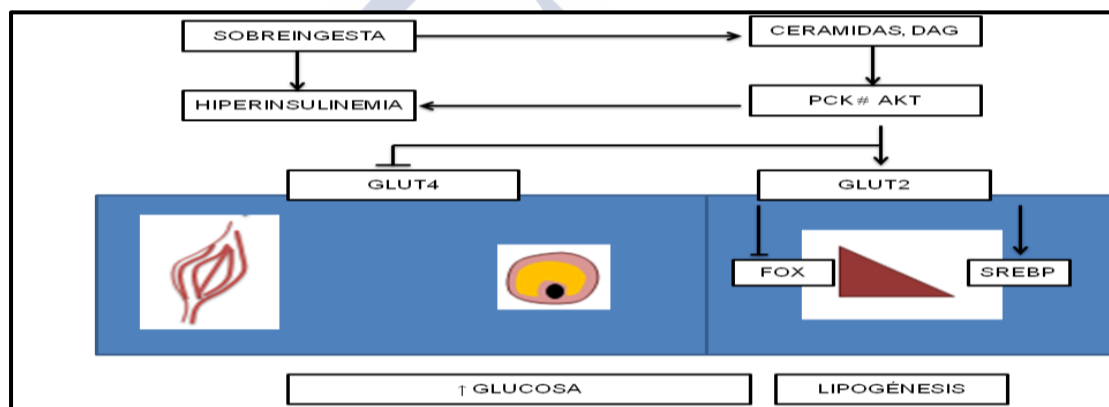 SOBREINGESTA
CERAMIDAS, DAG
HIPERINSULINEMIA
PCK # AKT
GLUT4
GLUT2
FOX
SREBP
↑ GLUCOSA
LIPOGÉNESIS